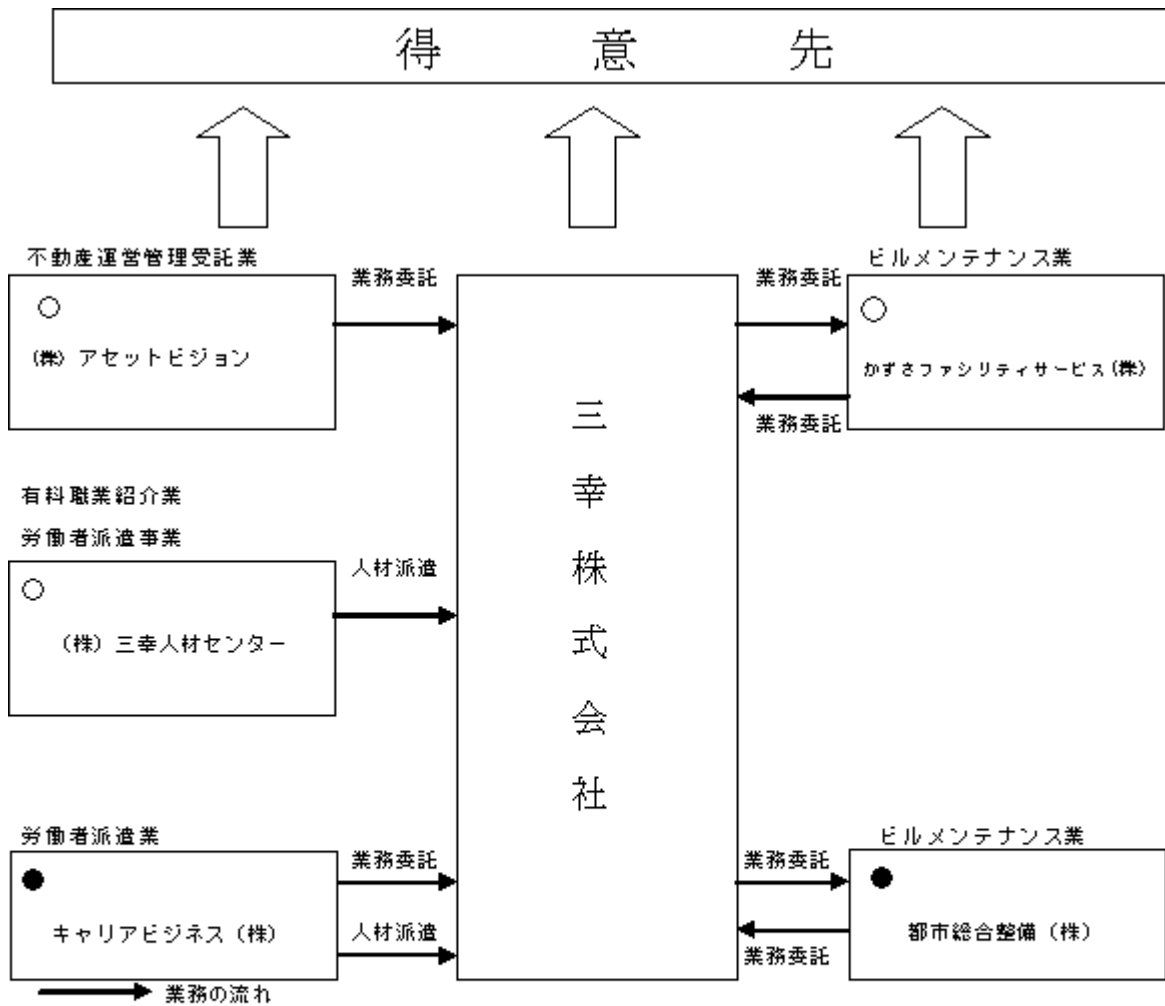 得意先
不動産運営管理受託業
○
(株)アセットビジョン
業務委託
有料職業紹介業
労働者派遣事業
○
(株)三幸人材センター
人材派遣
労働者派遣業
●
キャリアビジネス(株)
業務委託
人材派遣
三幸株式会社
ビルメンテナンス業
業務委託
○
かずさファシリティサービス(株)
業務委託
ビルメンテナンス業
業務委託
●
都市総合整備(株)
業務委託
業務の流れ